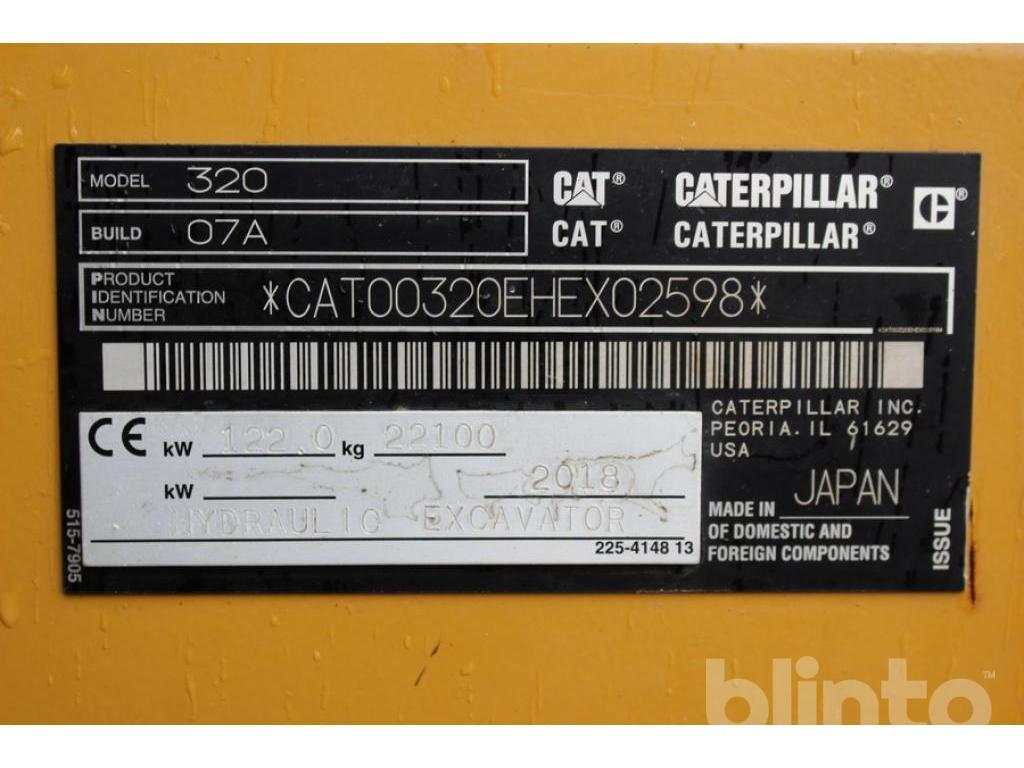 MODEL 320
BUILD 07A
CAT® CATERPILLAR® C®
CAT® CATERPILLAR®
PRODUCT
IDENTIFICATION
NUMBER
*CAT00320EHEX02598*
CE kW 122.0 kg 22100
kW 2018
HYDRAULIC EXCAVATOR
225-4148 13
515-7905
CATERPILLAR INC.
PEORIA. IL 61629
USA
MADE IN JAPAN
OF DOMESTIC AND
FOREIGN COMPONENTS
ISSUE
blinto™